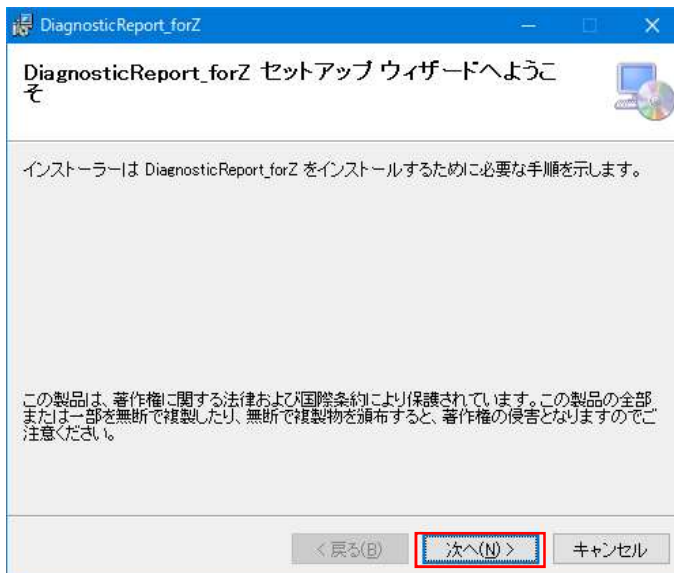 DiagnosticReport_forZ
DiagnosticReport_forZ セットアップ ウィザードへようこ
そ
インストーラーは DiagnosticReport_forZ をインストールするために必要な手順を示します。
この製品は、著作権に関する法律および国際条約により保護されています。この製品の全部
または一部を無断で複製したり、無断で複製物を頒布すると、著作権の侵害となりますのでご
注意ください。
< 戻る(B)
次へ(N) >
キャンセル